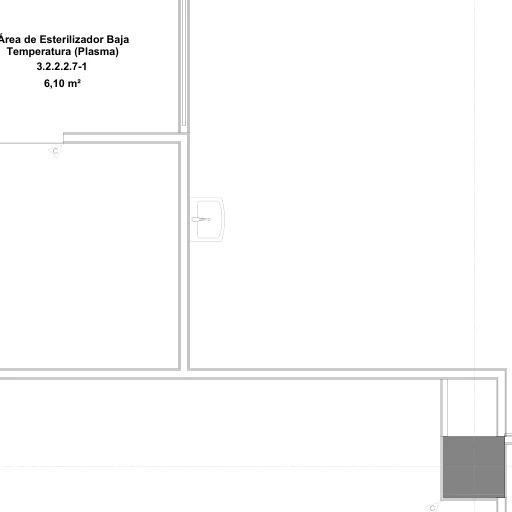 Área de Esterilizador Baja
Temperatura (Plasma)
3.2.2.2.7-1
6,10 m²
C
C